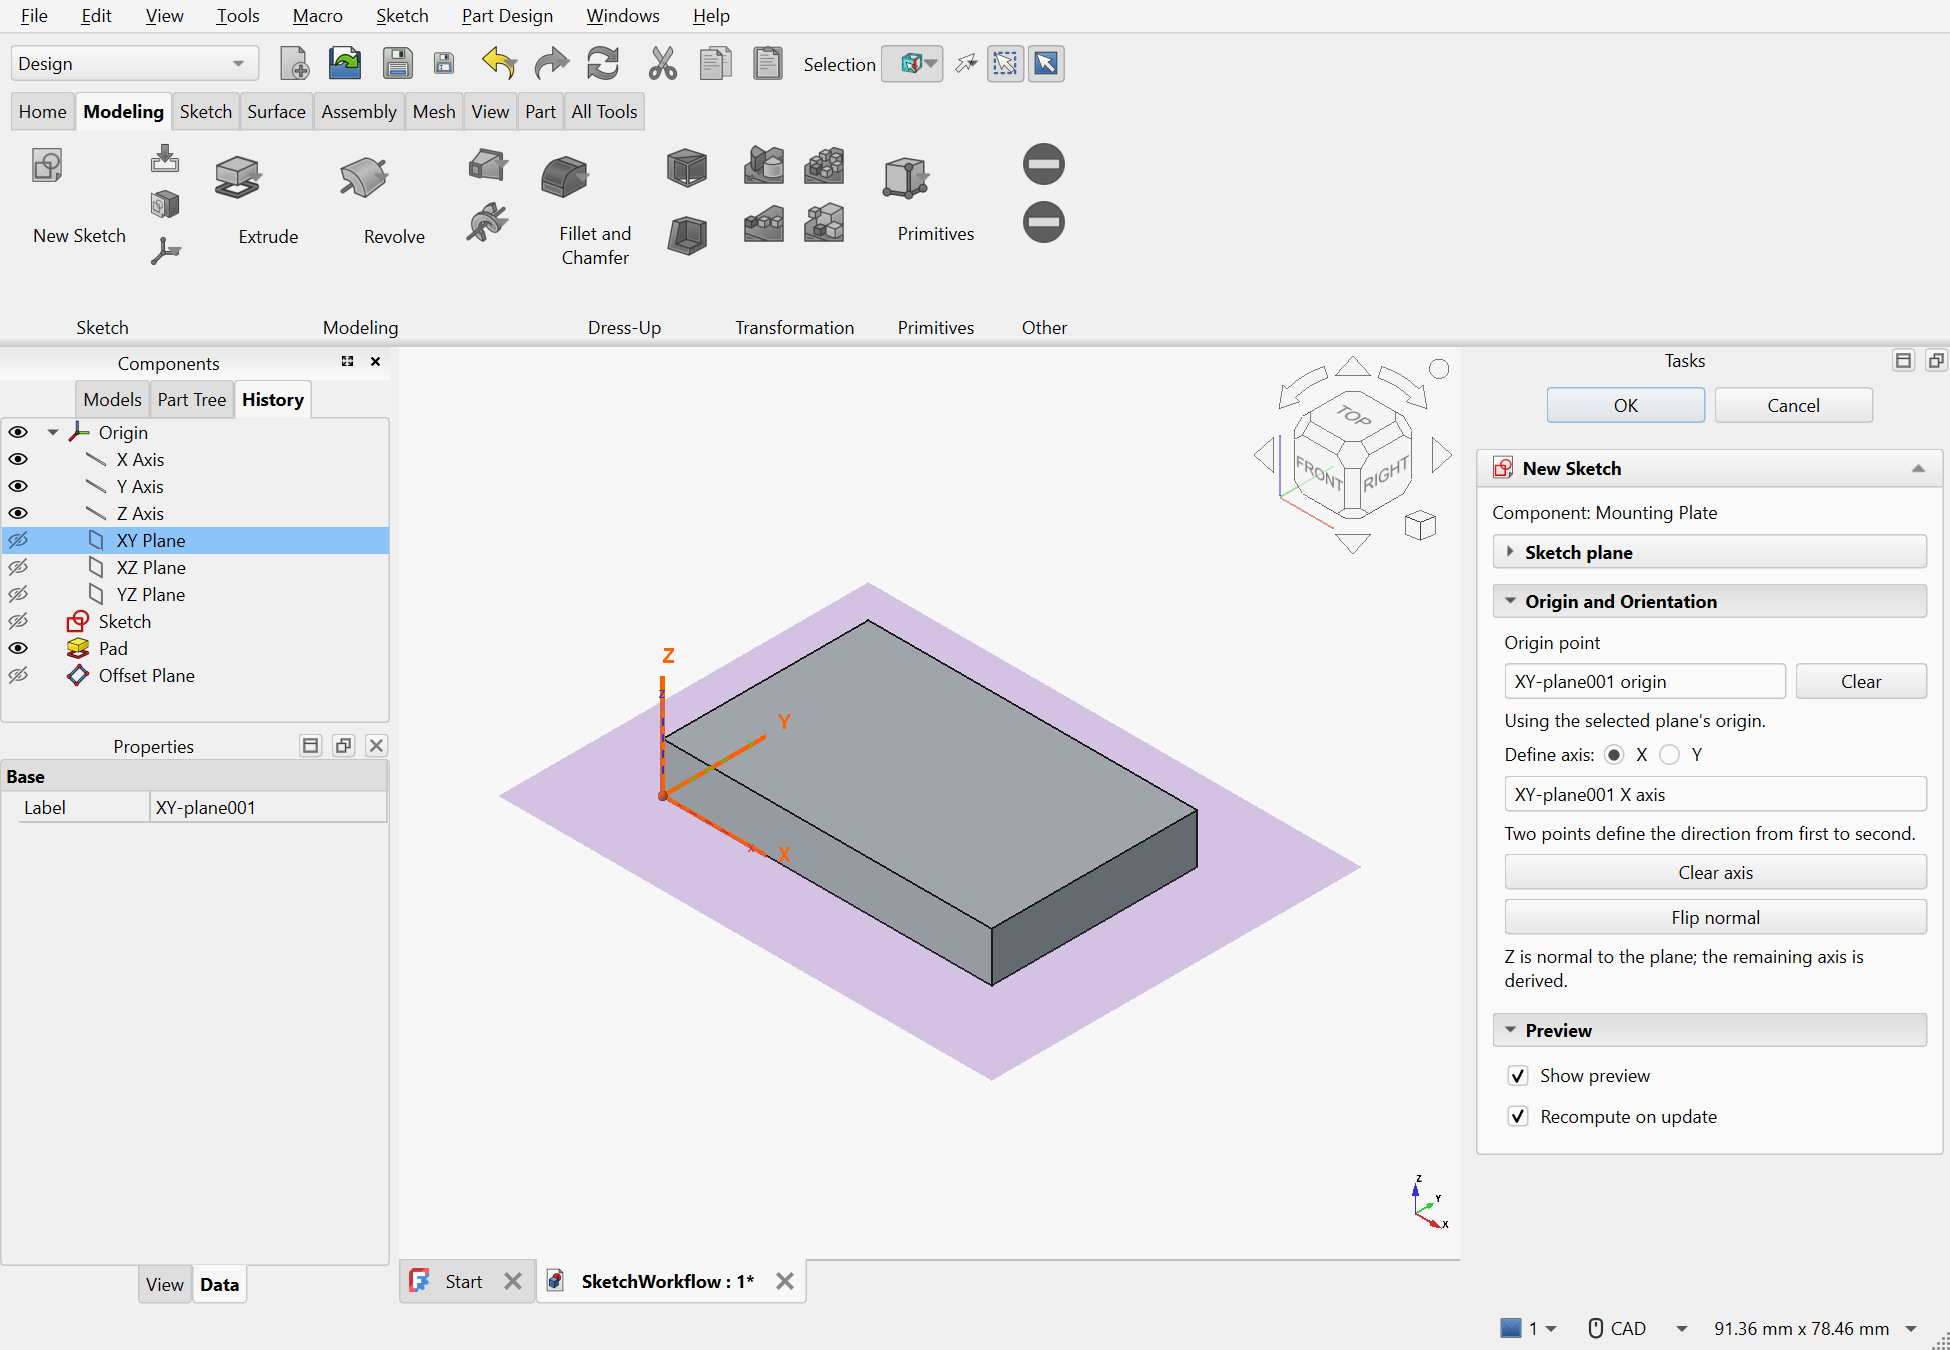 File Edit View Tools Macro Sketch Part Design Windows Help
Design
Selection
Home Modeling Sketch Surface Assembly Mesh View Part All Tools
New Sketch
Extrude
Revolve
Fillet and
Chamfer
Primitives
Sketch
Modeling
Dress-Up
Transformation
Primitives
Other
Components
Models Part Tree History
Origin
X Axis
Y Axis
Z Axis
XY Plane
XZ Plane
YZ Plane
Sketch
Pad
Offset Plane
Properties
Base
Label XY-plane001
View Data
TOP
FRONT
RIGHT
Z
Z
Y
X
X
Z
Y
X
Start
SketchWorkflow : 1*
Tasks
OK
Cancel
New Sketch
Component: Mounting Plate
Sketch plane
Origin and Orientation
Origin point
XY-plane001 origin
Clear
Using the selected plane's origin.
Define axis: X Y
XY-plane001 X axis
Two points define the direction from first to second.
Clear axis
Flip normal
Z is normal to the plane; the remaining axis is
derived.
Preview
Show preview
Recompute on update
1
CAD
91.36 mm x 78.46 mm